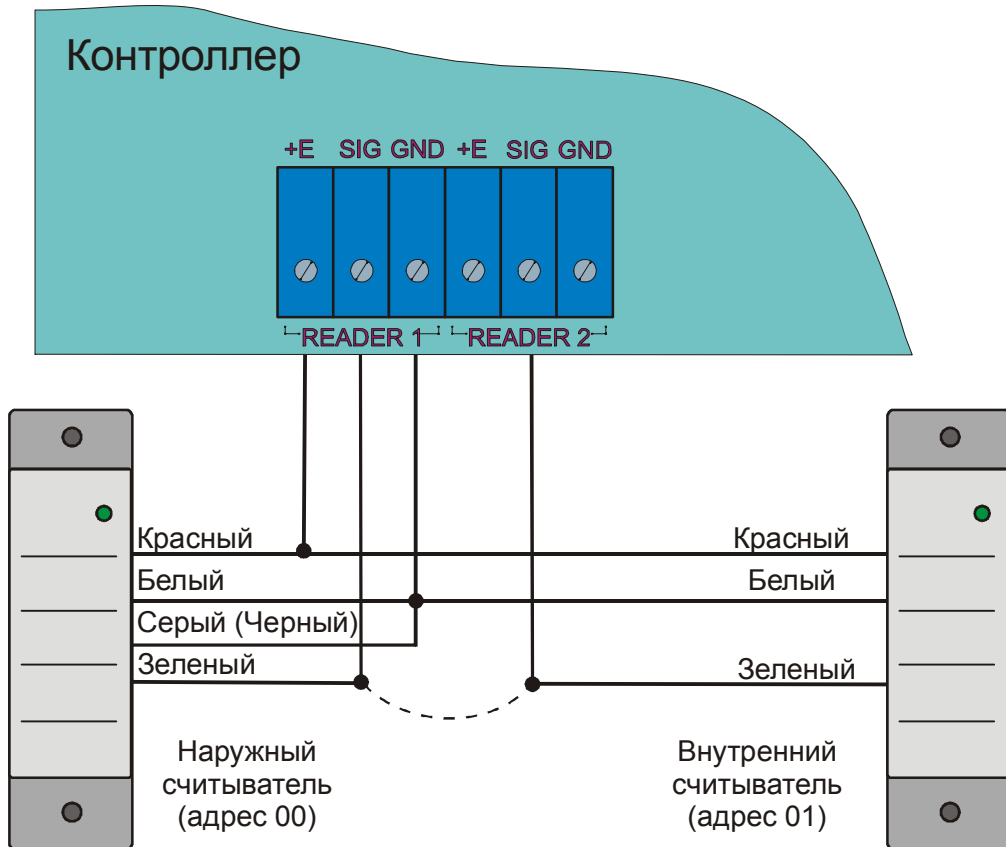 Контроллер
+E SIG GND +E SIG GND
READER 1 READER 2
Красный Красный
Белый Белый
Серый (Черный)
Зеленый Зеленый
Наружный
считыватель
(адрес 00)
Внутренний
считыватель
(адрес 01)